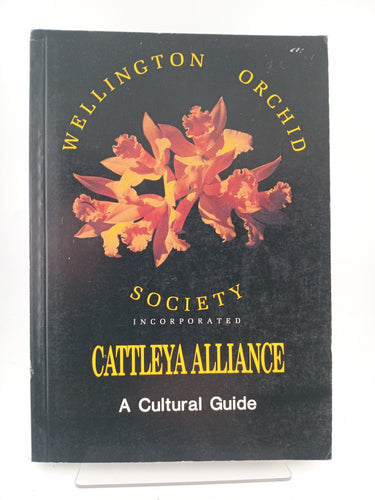 WELLINGTON ORCHID
SOCIETY
INCORPORATED
CATTLEYA ALLIANCE
A Cultural Guide